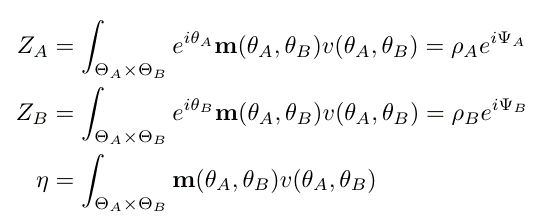 Z_A = ∫_{Θ_A×Θ_B} e^{iθ_A} 𝐦(θ_A, θ_B)v(θ_A, θ_B) = ρ_A e^{iΨ_A}
Z_B = ∫_{Θ_A×Θ_B} e^{iθ_B} 𝐦(θ_A, θ_B)v(θ_A, θ_B) = ρ_B e^{iΨ_B}
η = ∫_{Θ_A×Θ_B} 𝐦(θ_A, θ_B)v(θ_A, θ_B)